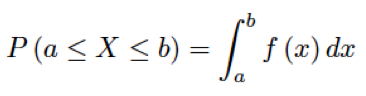 P (a ≤ X ≤ b) = ∫_a^b f (x) dx